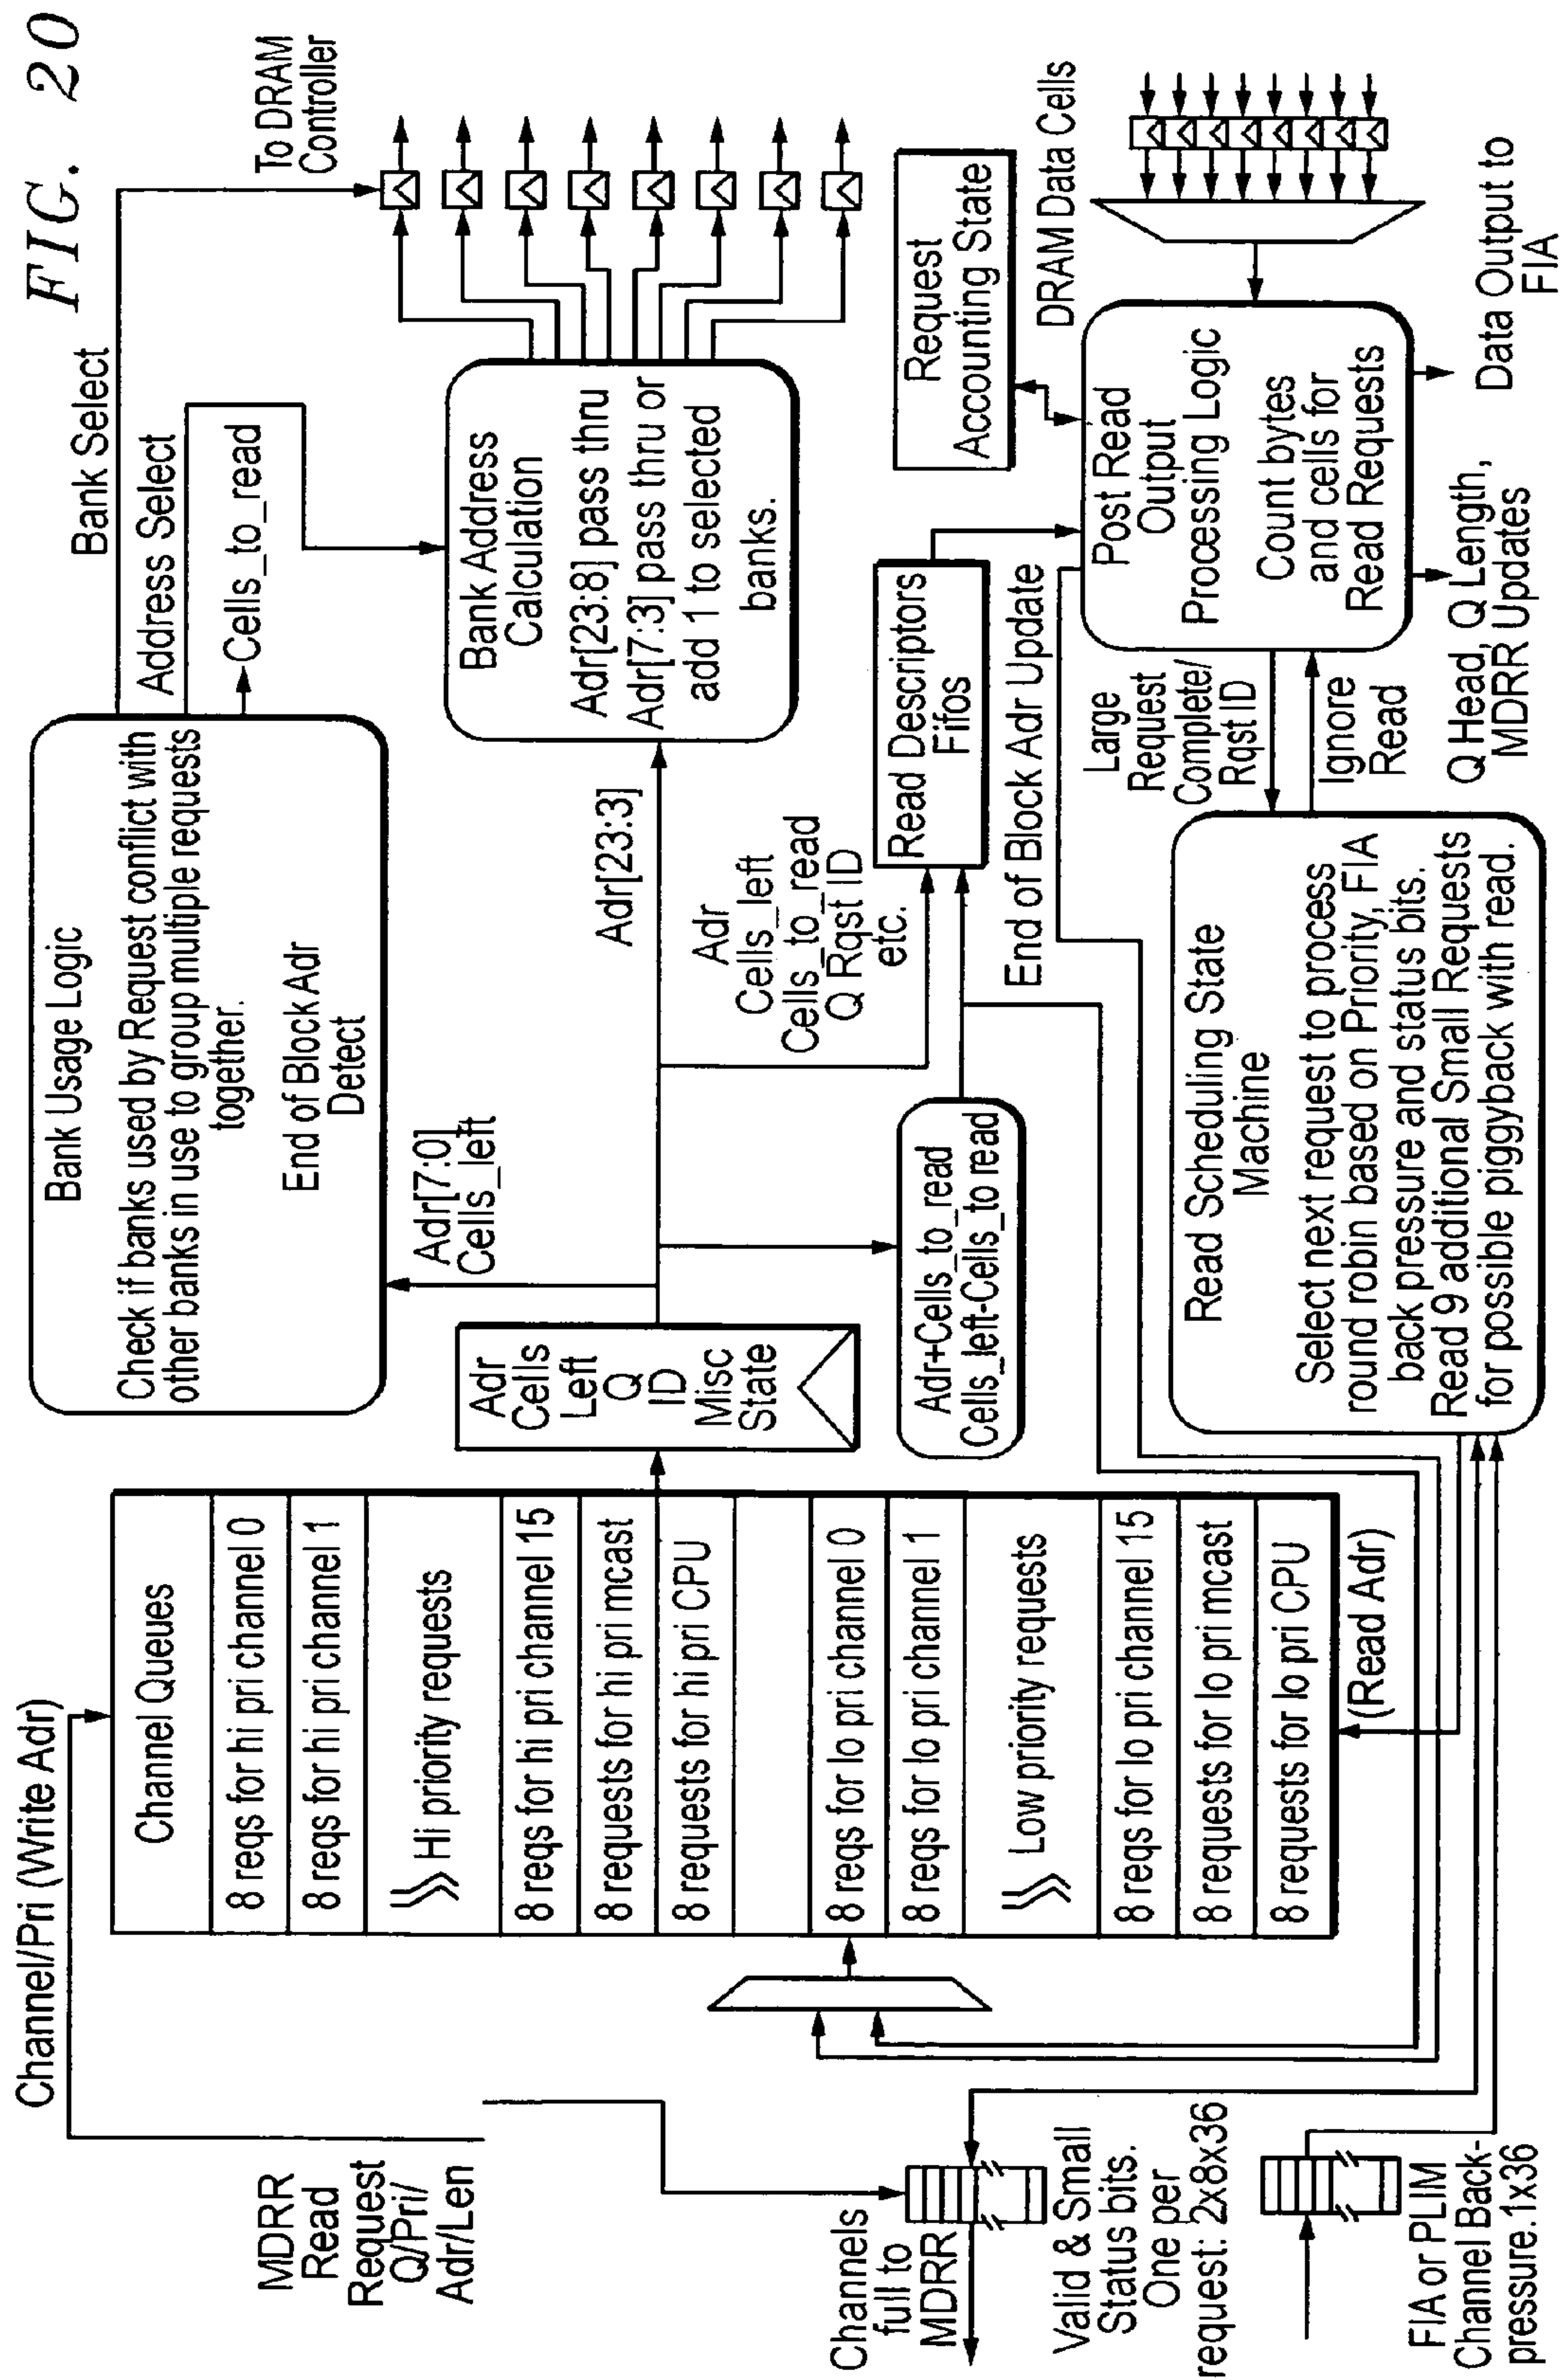 FIG. 20
Channel/Pri (Write Adr)
MDRR
Read
Request
Q/Pri/
Adr/Len
Channels
full to
MDRR
Valid & Small
Status bits.
One per
request: 2x8x36
FIA or PLIM
Channel Back-
pressure.1x36
Channel Queues
8 reqs for hi pri channel 0
8 reqs for hi pri channel 1
Hi priority requests
8 reqs for hi pri channel 15
8 requests for hi pri mcast
8 requests for hi pri CPU
8 reqs for lo pri channel 0
8 reqs for lo pri channel 1
Low priority requests
8 reqs for lo pri channel 15
8 requests for lo pri mcast
8 requests for lo pri CPU
(Read Adr)
Bank Usage Logic
Check if banks used by Request conflict with
other banks in use to group multiple requests
together.
End of Block Adr
Detect
Adr[7:0]
Cells_left
Adr
Cells
Left
Q
ID
Misc
State
Adr+Cells_to_read
Cells_left-Cells_to read
Bank Select
Address Select
Cells_to_read
To DRAM
Controller
Bank Address
Calculation
Adr[23:8] pass thru
Adr[7:3] pass thru or
add 1 to selected
banks.
Adr[23:3]
Adr
Cells_left
Cells_to_read
Q Rqst ID
etc.
Read Descriptors
Fifos
End of Block Adr Update
Request
Accounting State
DRAM Data Cells
Post Read
Output
Processing Logic
Count bytes
and cells for
Read Requests
Data Output to
FIA
Q Head, Q Length,
MDRR Updates
Large
Request
Complete/
Rqst ID
Ignore
Read
Read Scheduling State
Machine
Select next request to process
round robin based on Priority, FIA
back pressure and status bits.
Read 9 additional Small Requests
for possible piggyback with read.